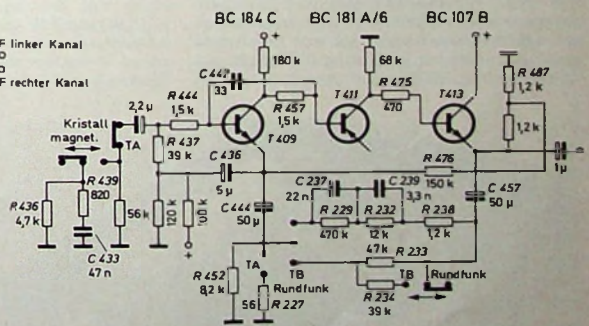 BC 184 C BC 181 A/6 BC 107 B
F linker Kanal
F rechter Kanal
+
+
180 k
68 k
R 487
1,2 k
1,2 k
C 442
33
R 444
1,5 k
2,2 µ
R 457
1,5 k
R 475
470
T 409
T 411
T 413
Kristall
magnet.
TA
R 437
39 k
C 436
5 µ
R 476
150 k
1µ
R 439
820
R 436
4,7 k
C 433
47 n
56 k
120 k
100 k
+
C 444
50 µ
C 237
22 n
C 239
3,3 n
C 457
50 µ
R 229
470 k
R 232
12 k
R 238
1,2 k
R 452
8,2 k
TA
Rundfunk
56
R 227
TB
47 k
R 233
R 234
39 k
TB
Rundfunk